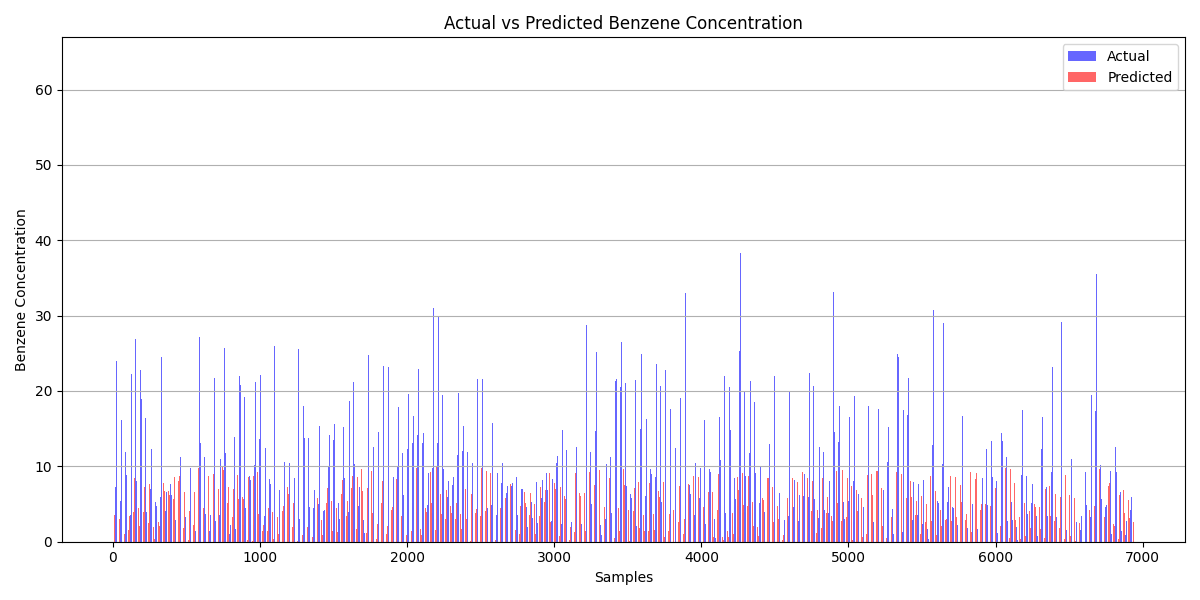 Actual vs Predicted Benzene Concentration
Actual
Predicted
60
50
40
30
20
10
0
Benzene Concentration
0 1000 2000 3000 4000 5000 6000 7000
Samples